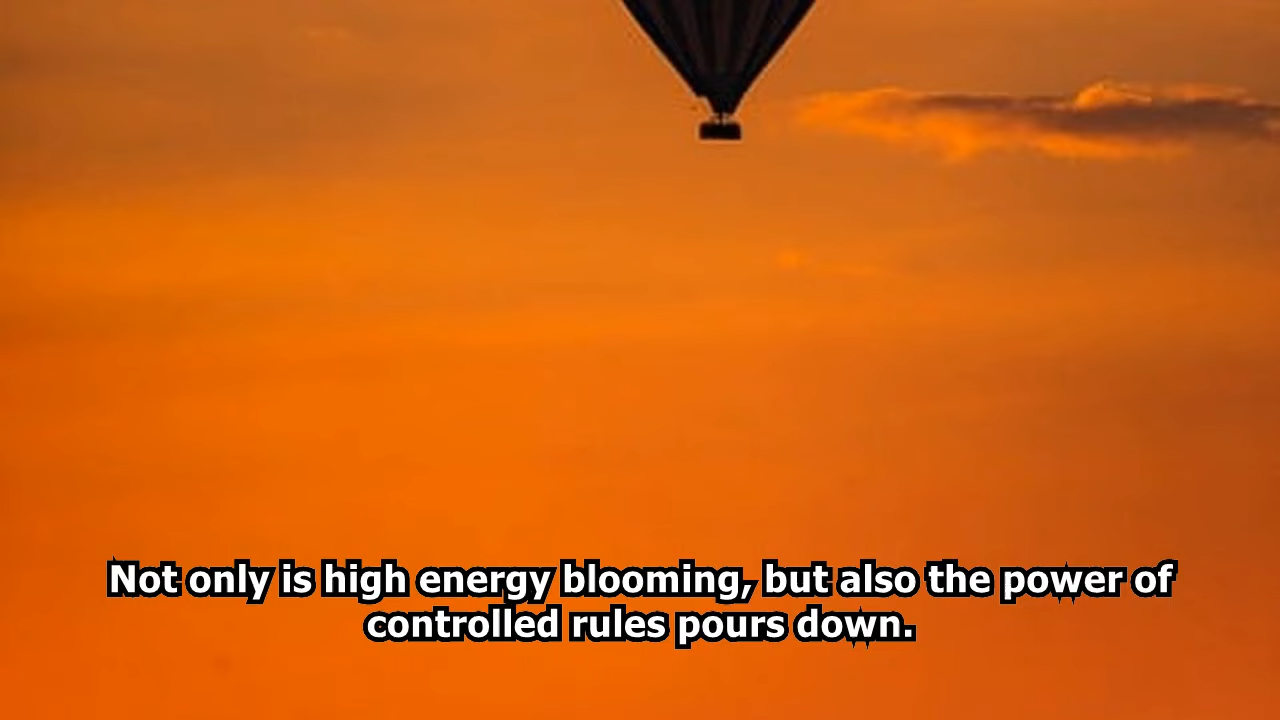 Not only is high energy blooming, but also the power of
controlled rules pours down.